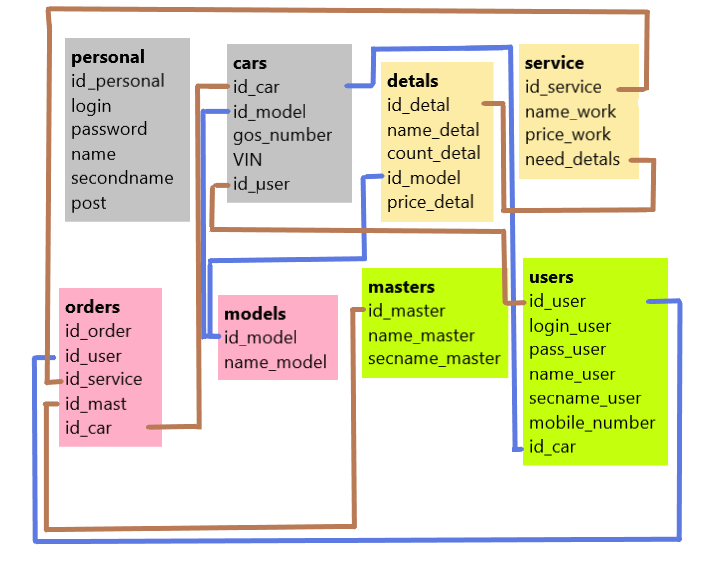 personal
id_personal
login
password
name
secondname
post
cars
id_car
id_model
gos_number
VIN
id_user
detals
id_detal
name_detal
count_detal
id_model
price_detal
service
id_service
name_work
price_work
need_detals
orders
id_order
id_user
id_service
id_mast
id_car
models
id_model
name_model
masters
id_master
name_master
secname_master
users
id_user
login_user
pass_user
name_user
secname_user
mobile_number
id_car